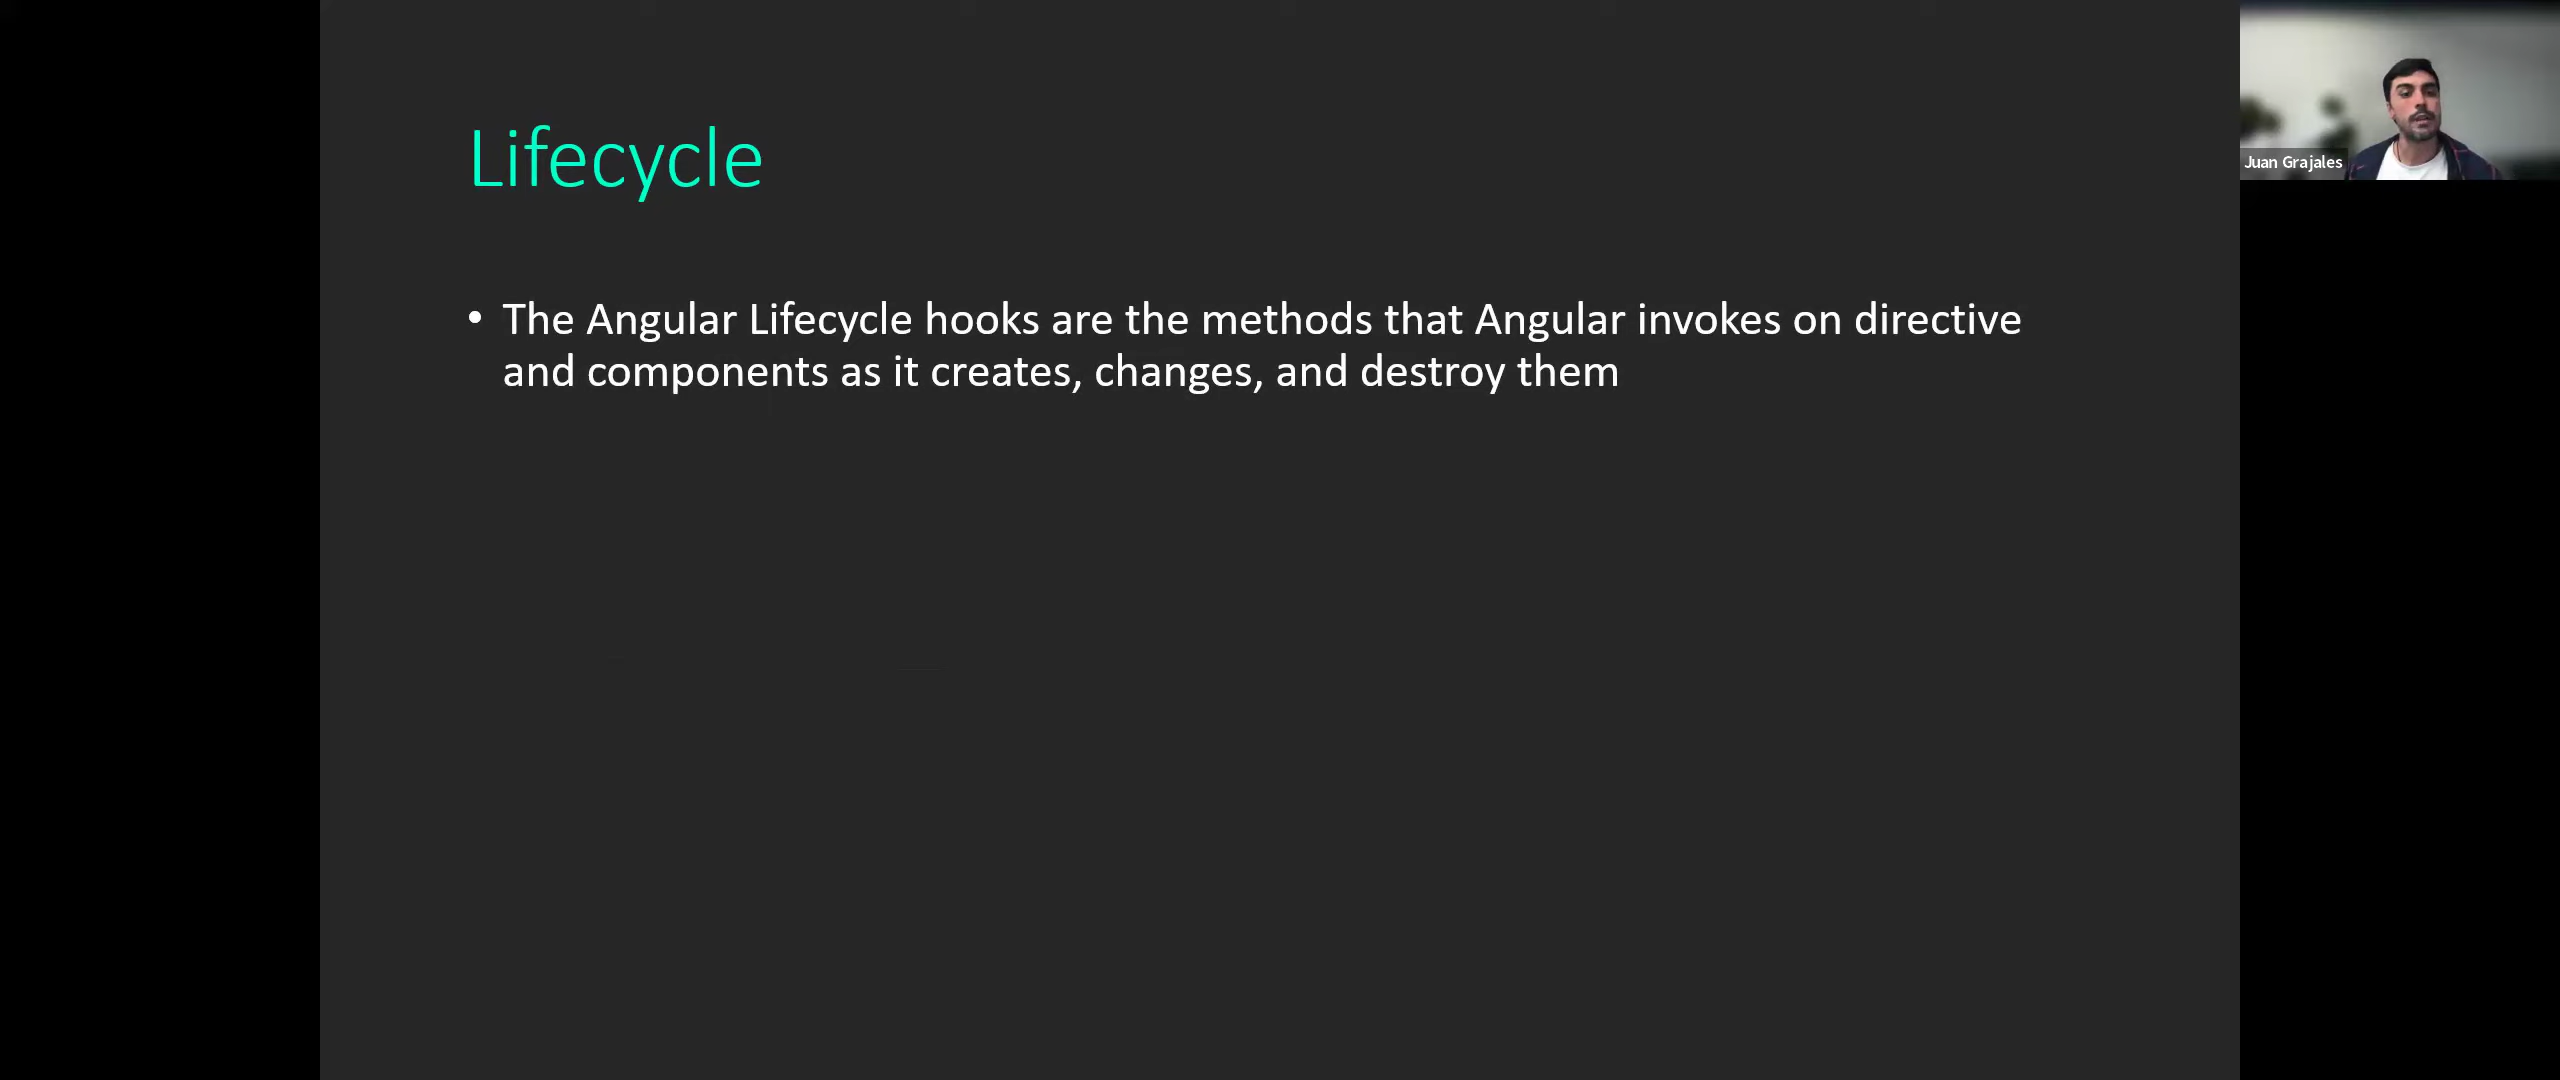 Lifecycle
• The Angular Lifecycle hooks are the methods that Angular invokes on directive
and components as it creates, changes, and destroy them
Juan Grajales